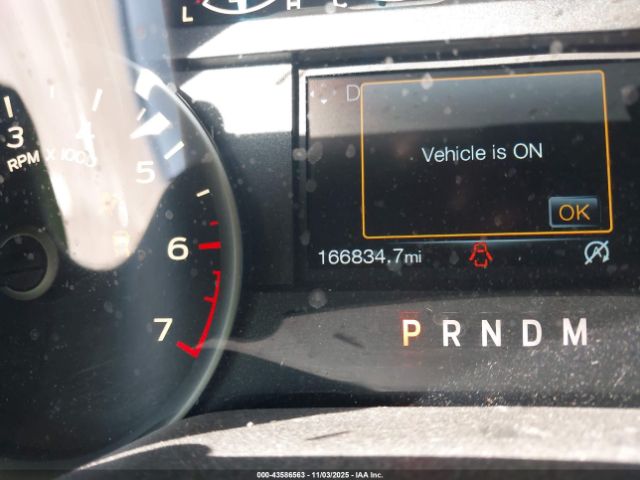 L H C
D
Vehicle is ON
OK
3 4 5 6 7
RPM X 1000
166834.7mi
A
P R N D M
000-43586563 - 11/03/2025 - IAA Inc.